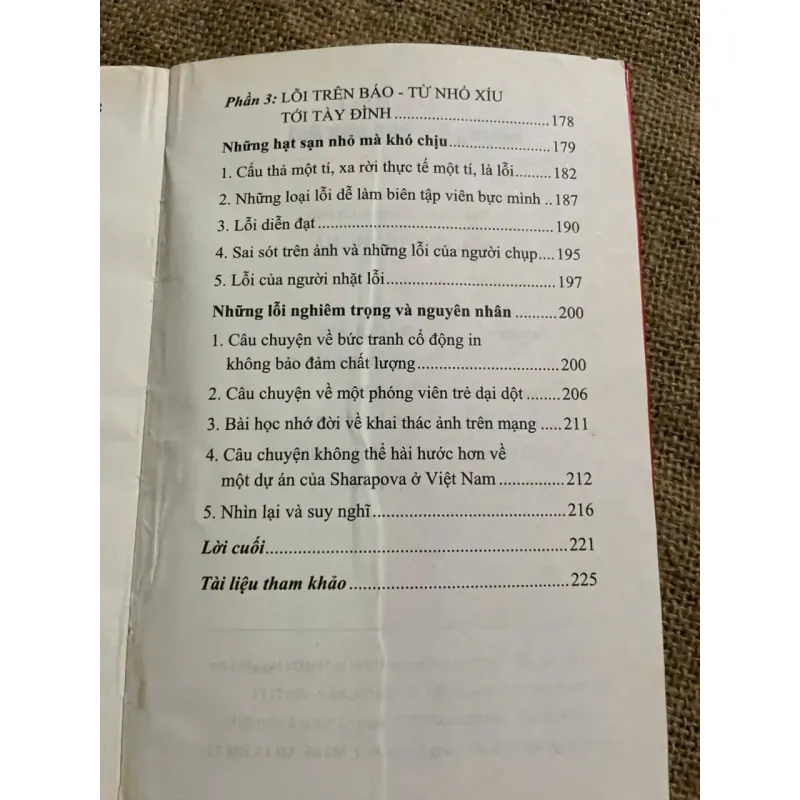 Phần 3: LỖI TRÊN BÁO - TỪ NHỎ XÍU
TỚI TÀY ĐÌNH ..................................... 178
Những hạt sạn nhỏ mà khó chịu ........................ 179
1. Cẩu thả một tí, xa rời thực tế một tí, là lỗi ........ 182
2. Những loại lỗi dễ làm biên tập viên bực mình .. 187
3. Lỗi diễn đạt ................................................... 190
4. Sai sót trên ảnh và những lỗi của người chụp .... 195
5. Lỗi của người nhặt lỗi .................................... 197
Những lỗi nghiêm trọng và nguyên nhân .......... 200
1. Câu chuyện về bức tranh cổ động in
không bảo đảm chất lượng ............................... 200
2. Câu chuyện về một phóng viên trẻ dại dột ........ 206
3. Bài học nhớ đời về khai thác ảnh trên mạng ..... 211
4. Câu chuyện không thể hài hước hơn về
một dự án của Sharapova ở Việt Nam ................ 212
5. Nhìn lại và suy nghĩ ....................................... 216
Lời cuối ............................................................. 221
Tài liệu tham khảo ............................................. 225